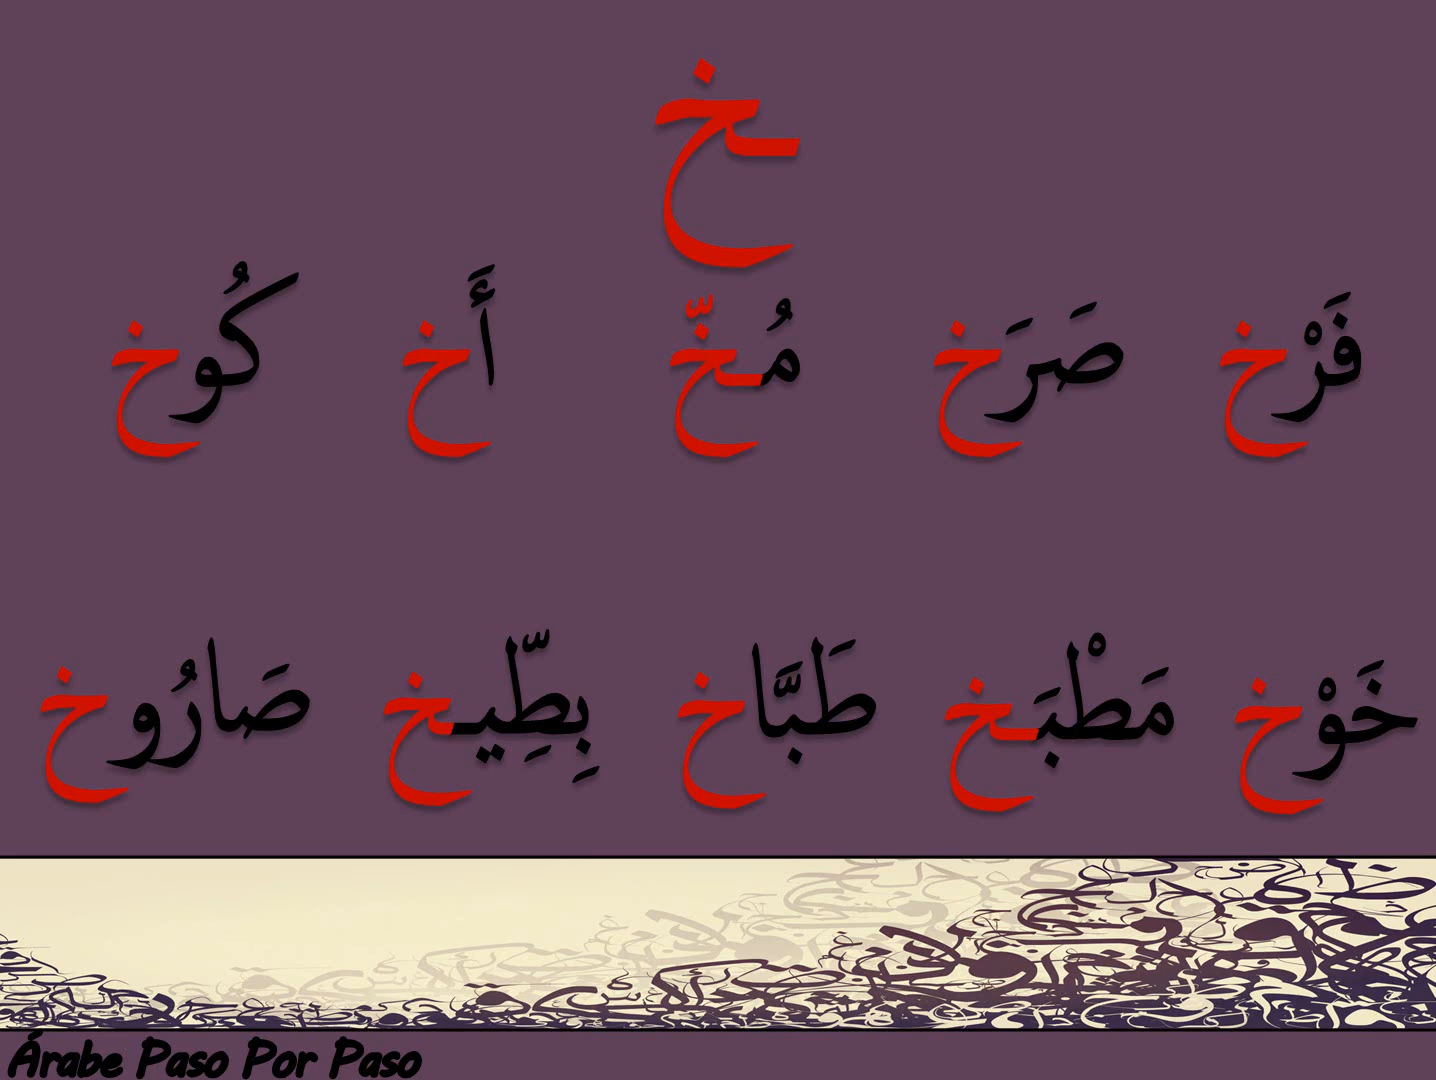 ـخ
فَرْخ صَرَخ مُخّ أَخ كُوخ
خَوْخ مَطْبَخ طَبَّاخ بِطِّيخ صَارُوخ
Árabe Paso Por Paso